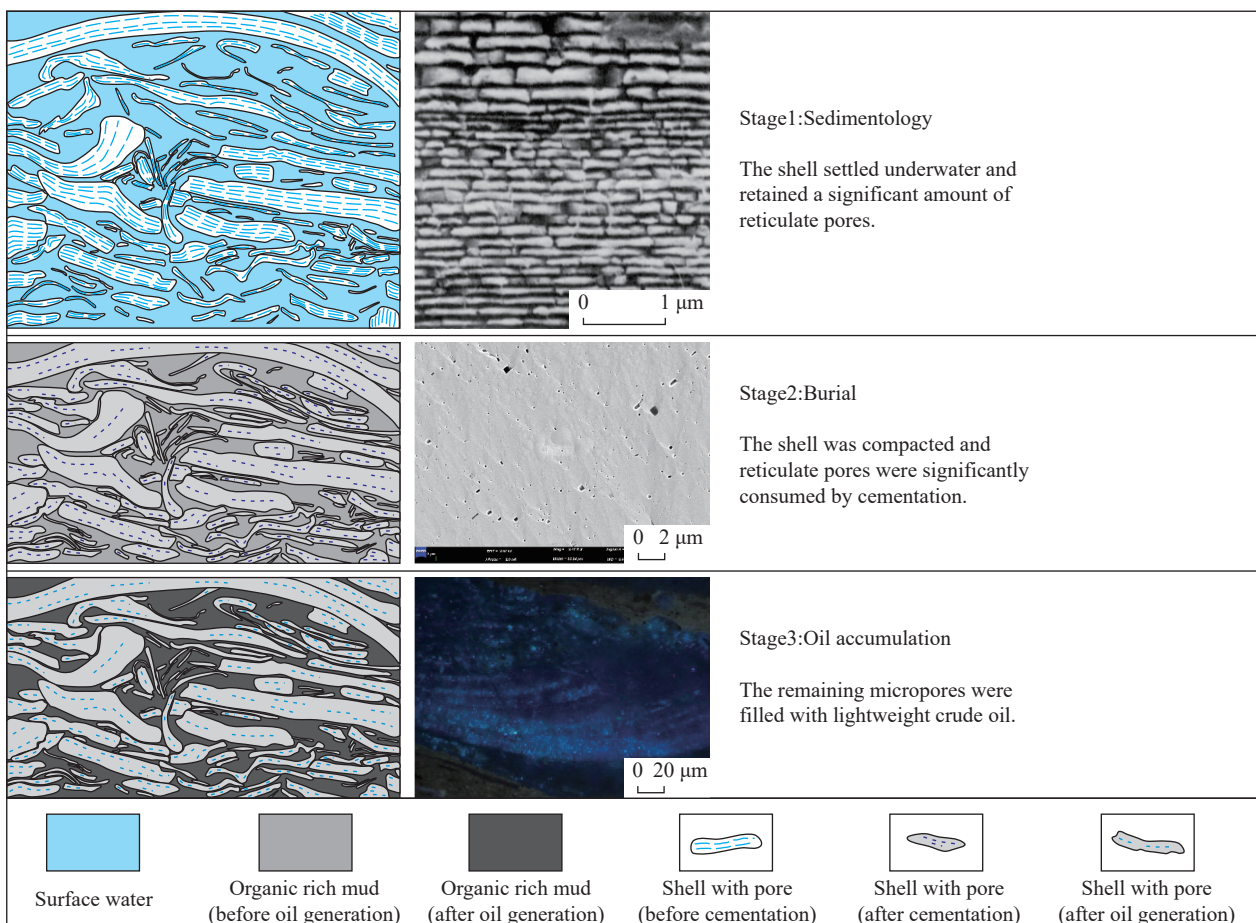 Stage1:Sedimentology
The shell settled underwater and
retained a significant amount of
reticulate pores.
0 1 μm
Stage2:Burial
The shell was compacted and
reticulate pores were significantly
consumed by cementation.
0 2 μm
Stage3:Oil accumulation
The remaining micropores were
filled with lightweight crude oil.
0 20 μm
Surface water
Organic rich mud
(before oil generation)
Organic rich mud
(after oil generation)
Shell with pore
(before cementation)
Shell with pore
(after cementation)
Shell with pore
(after oil generation)